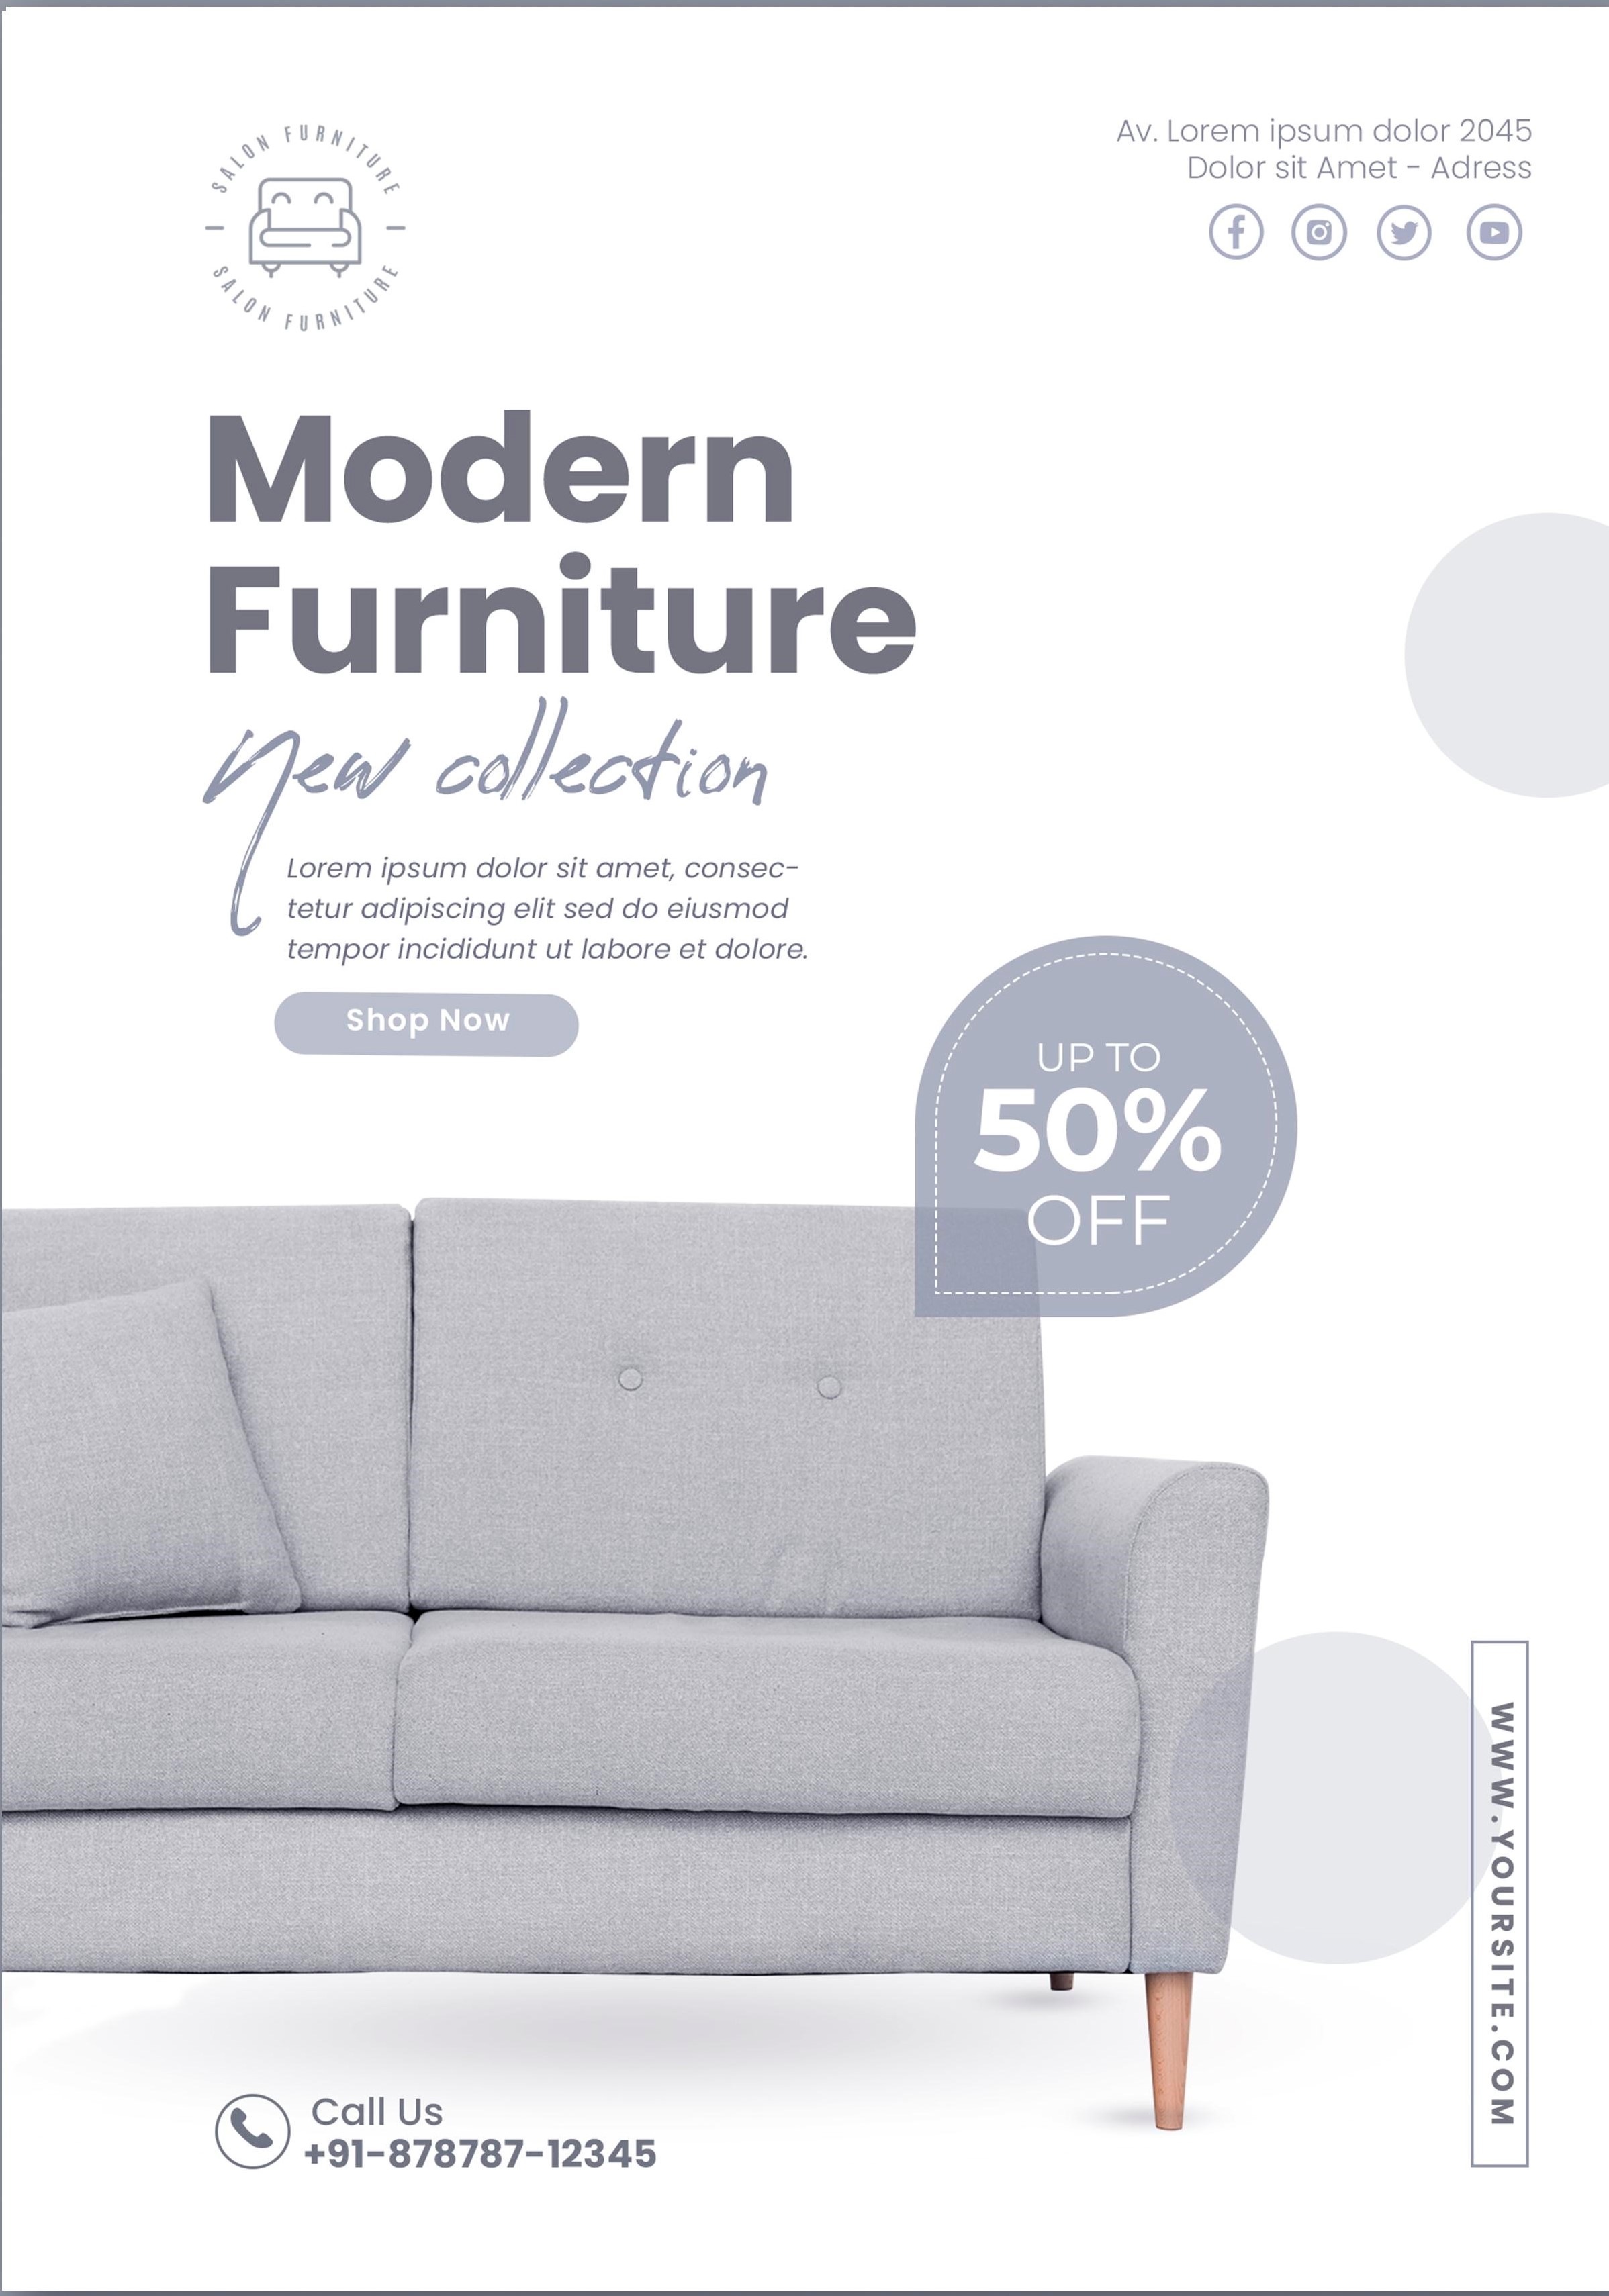 SALON FURNITURE
SALON FURNITURE
Av. Lorem ipsum dolor 2045
Dolor sit Amet - Adress
Modern
Furniture
New collection
Lorem ipsum dolor sit amet, consec-
tetur adipiscing elit sed do eiusmod
tempor incididunt ut labore et dolore.
Shop Now
UP TO
50%
OFF
WWW.YOURSITE.COM
Call Us
+91-878787-12345